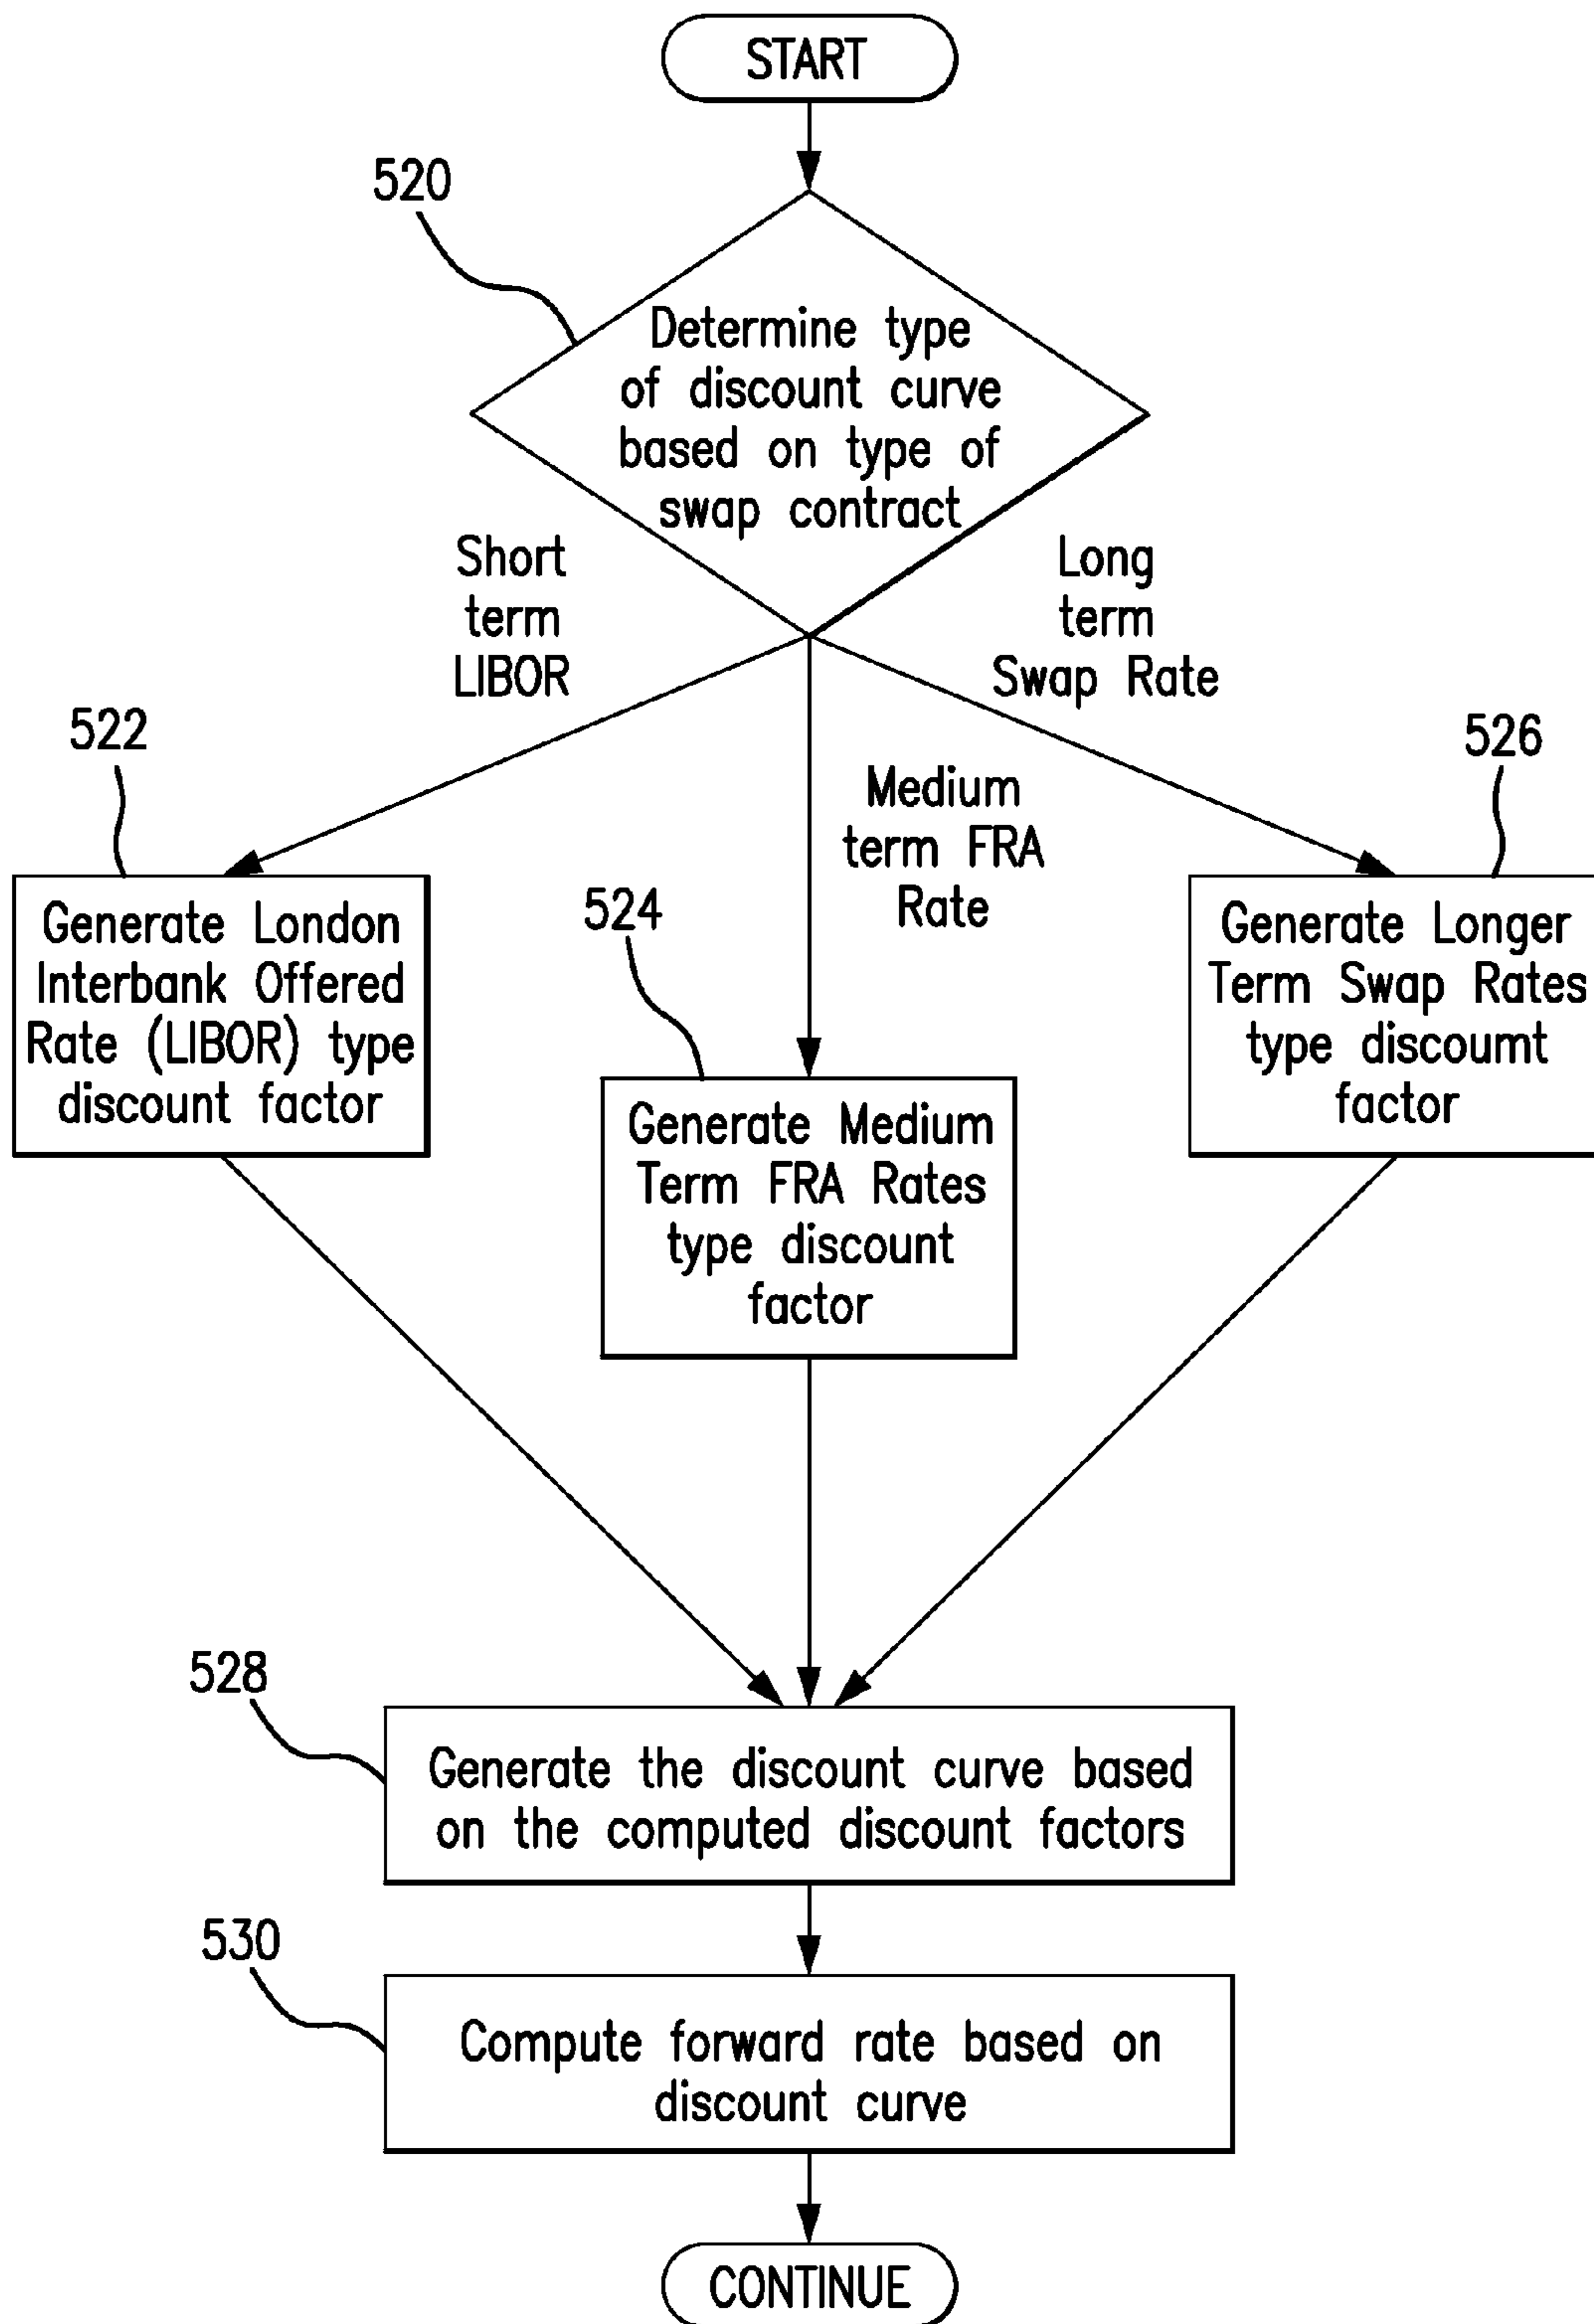 START
520
Determine type
of discount curve
based on type of
swap contract
Short
term
LIBOR
Long
term
Swap Rate
522
526
Medium
term FRA
Rate
524
Generate London
Interbank Offered
Rate (LIBOR) type
discount factor
Generate Longer
Term Swap Rates
type discoumt
factor
Generate Medium
Term FRA Rates
type discount
factor
528
Generate the discount curve based
on the computed discount factors
530
Compute forward rate based on
discount curve
CONTINUE